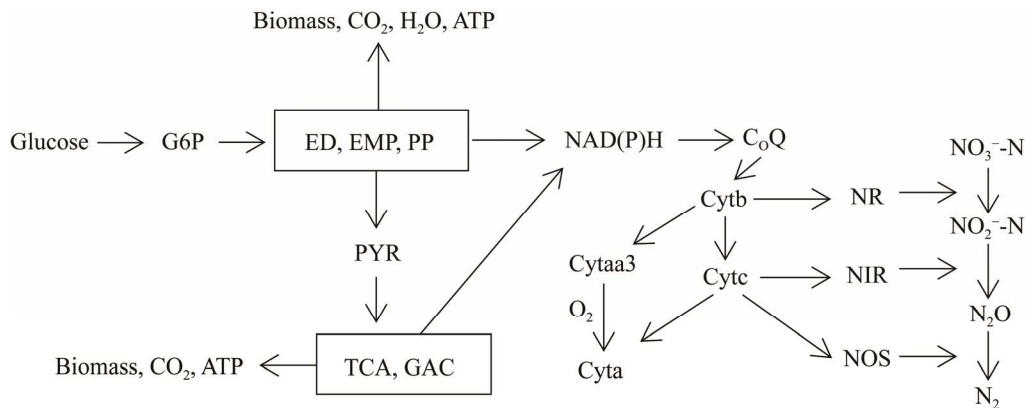 Biomass, CO₂, H₂O, ATP
Glucose
G6P
ED, EMP, PP
NAD(P)H
C₀Q
NO₃⁻-N
Cytb
NR
NO₂⁻-N
PYR
Cytaa3
Cytc
NIR
O₂
N₂O
Biomass, CO₂, ATP
TCA, GAC
Cyta
NOS
N₂